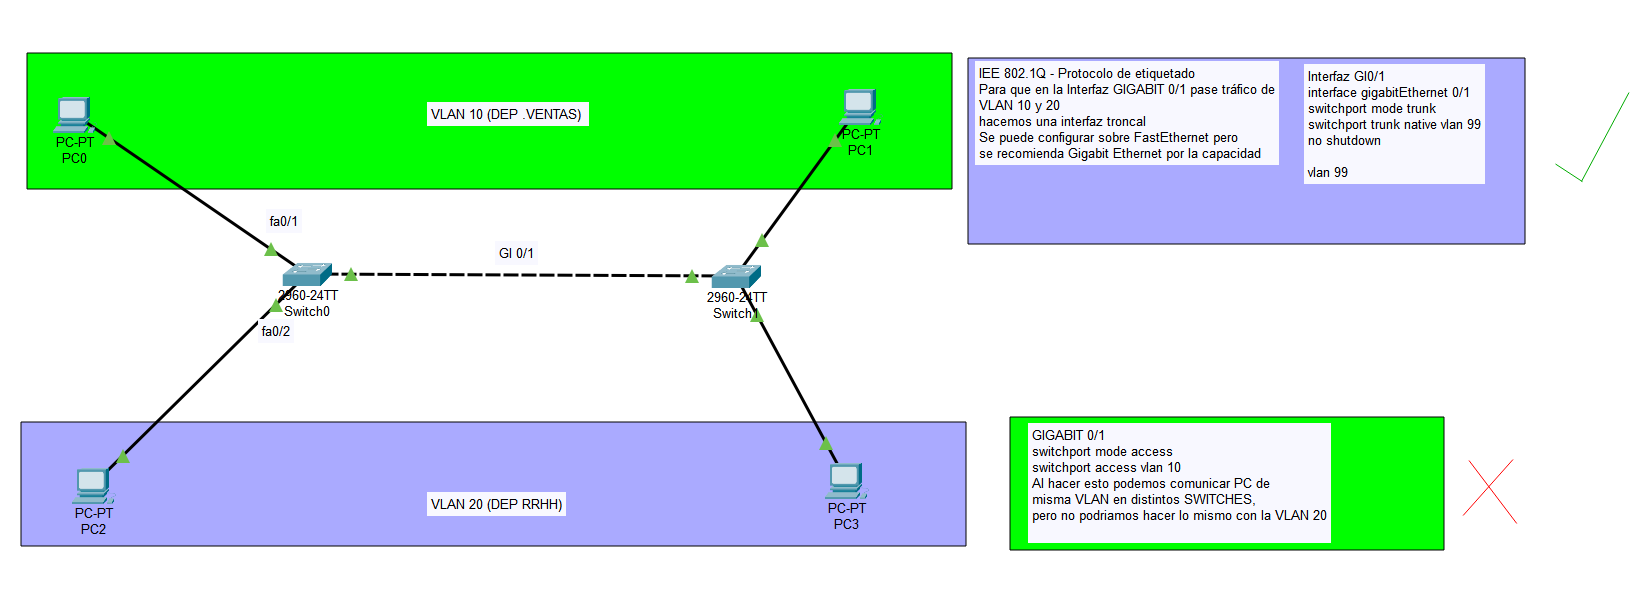 VLAN 10 (DEP .VENTAS)
PC-PT
PC0
PC-PT
PC1
fa0/1
GI 0/1
2960-24TT
Switch0
2960-24TT
Switch1
fa0/2
PC-PT
PC2
VLAN 20 (DEP RRHH)
PC-PT
PC3
IEE 802.1Q - Protocolo de etiquetado
Para que en la Interfaz GIGABIT 0/1 pase tráfico de
VLAN 10 y 20
hacemos una interfaz troncal
Se puede configurar sobre FastEthernet pero
se recomienda Gigabit Ethernet por la capacidad
Interfaz GI0/1
interface gigabitEthernet 0/1
switchport mode trunk
switchport trunk native vlan 99
no shutdown
vlan 99
GIGABIT 0/1
switchport mode access
switchport access vlan 10
Al hacer esto podemos comunicar PC de
misma VLAN en distintos SWITCHES,
pero no podriamos hacer lo mismo con la VLAN 20